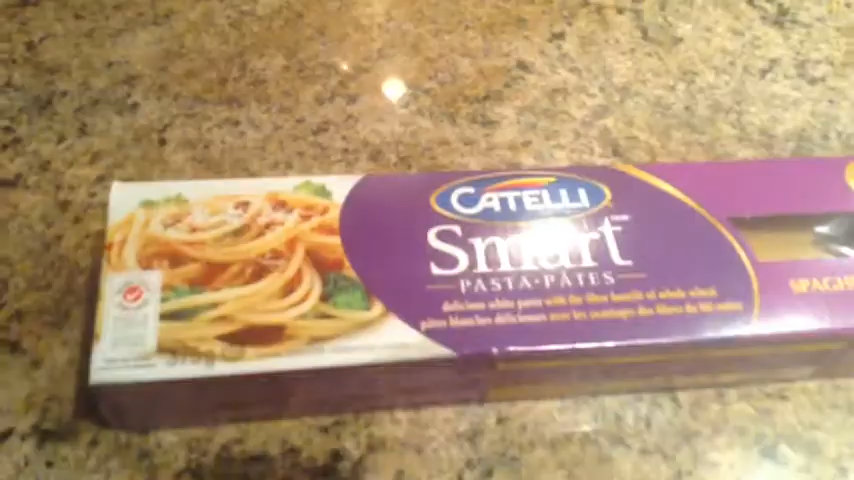 CATELLI
Smart
PASTA·PÂTES
delicious white pasta with the fibre benefit of whole wheat
pâtes blanches délicieuses avec les avantages des fibres du blé entier
SPAGH
375g